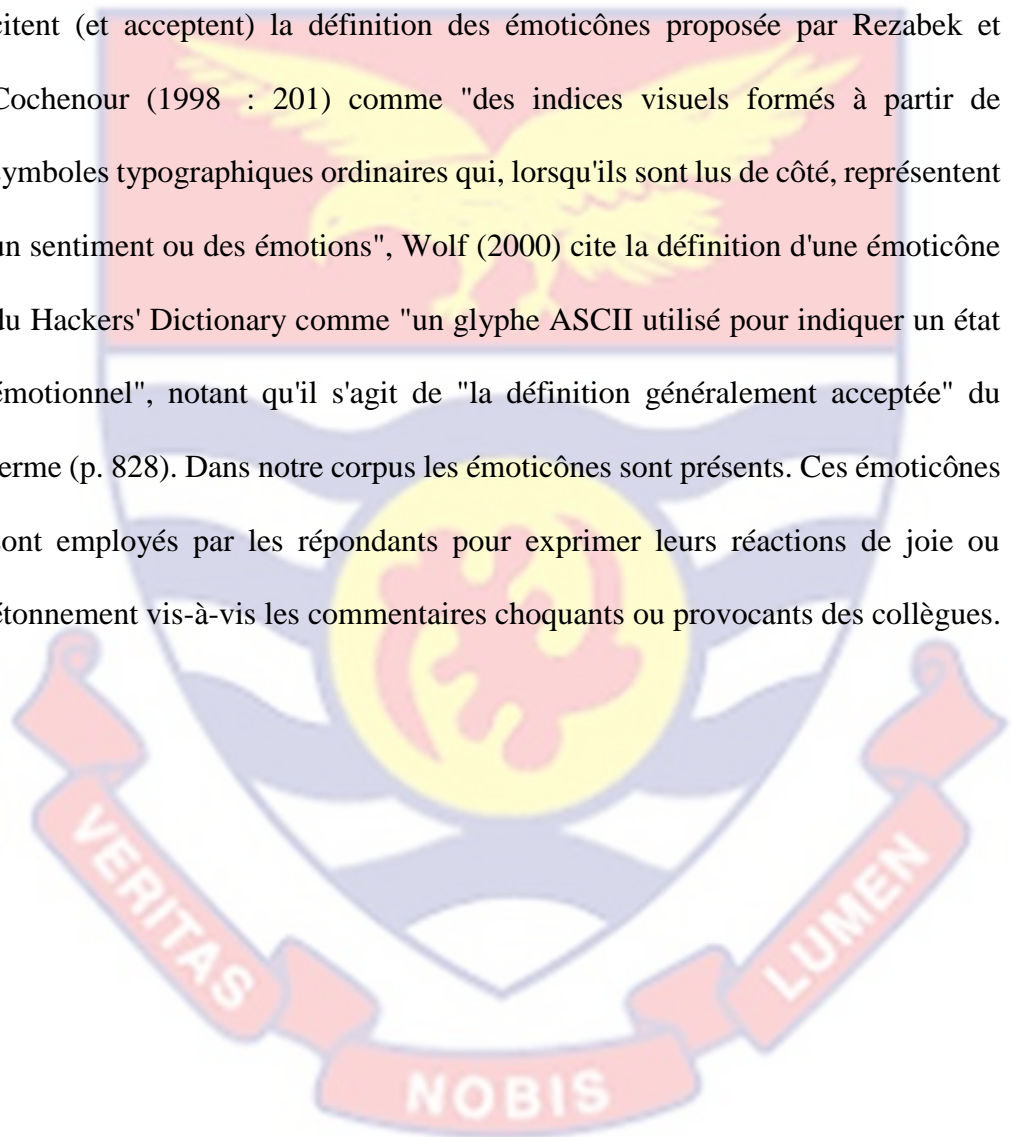 citent (et acceptent) la définition des émoticônes proposée par Rezabek et
Cochenour (1998 : 201) comme "des indices visuels formés à partir de
symboles typographiques ordinaires qui, lorsqu'ils sont lus de côté, représentent
un sentiment ou des émotions", Wolf (2000) cite la définition d'une émoticône
du Hackers' Dictionary comme "un glyphe ASCII utilisé pour indiquer un état
émotionnel", notant qu'il s'agit de "la définition généralement acceptée" du
terme (p. 828). Dans notre corpus les émoticônes sont présents. Ces émoticônes
sont employés par les répondants pour exprimer leurs réactions de joie ou
étonnement vis-à-vis les commentaires choquants ou provocants des collègues.
VERITAS
NOBIS
LUMEN